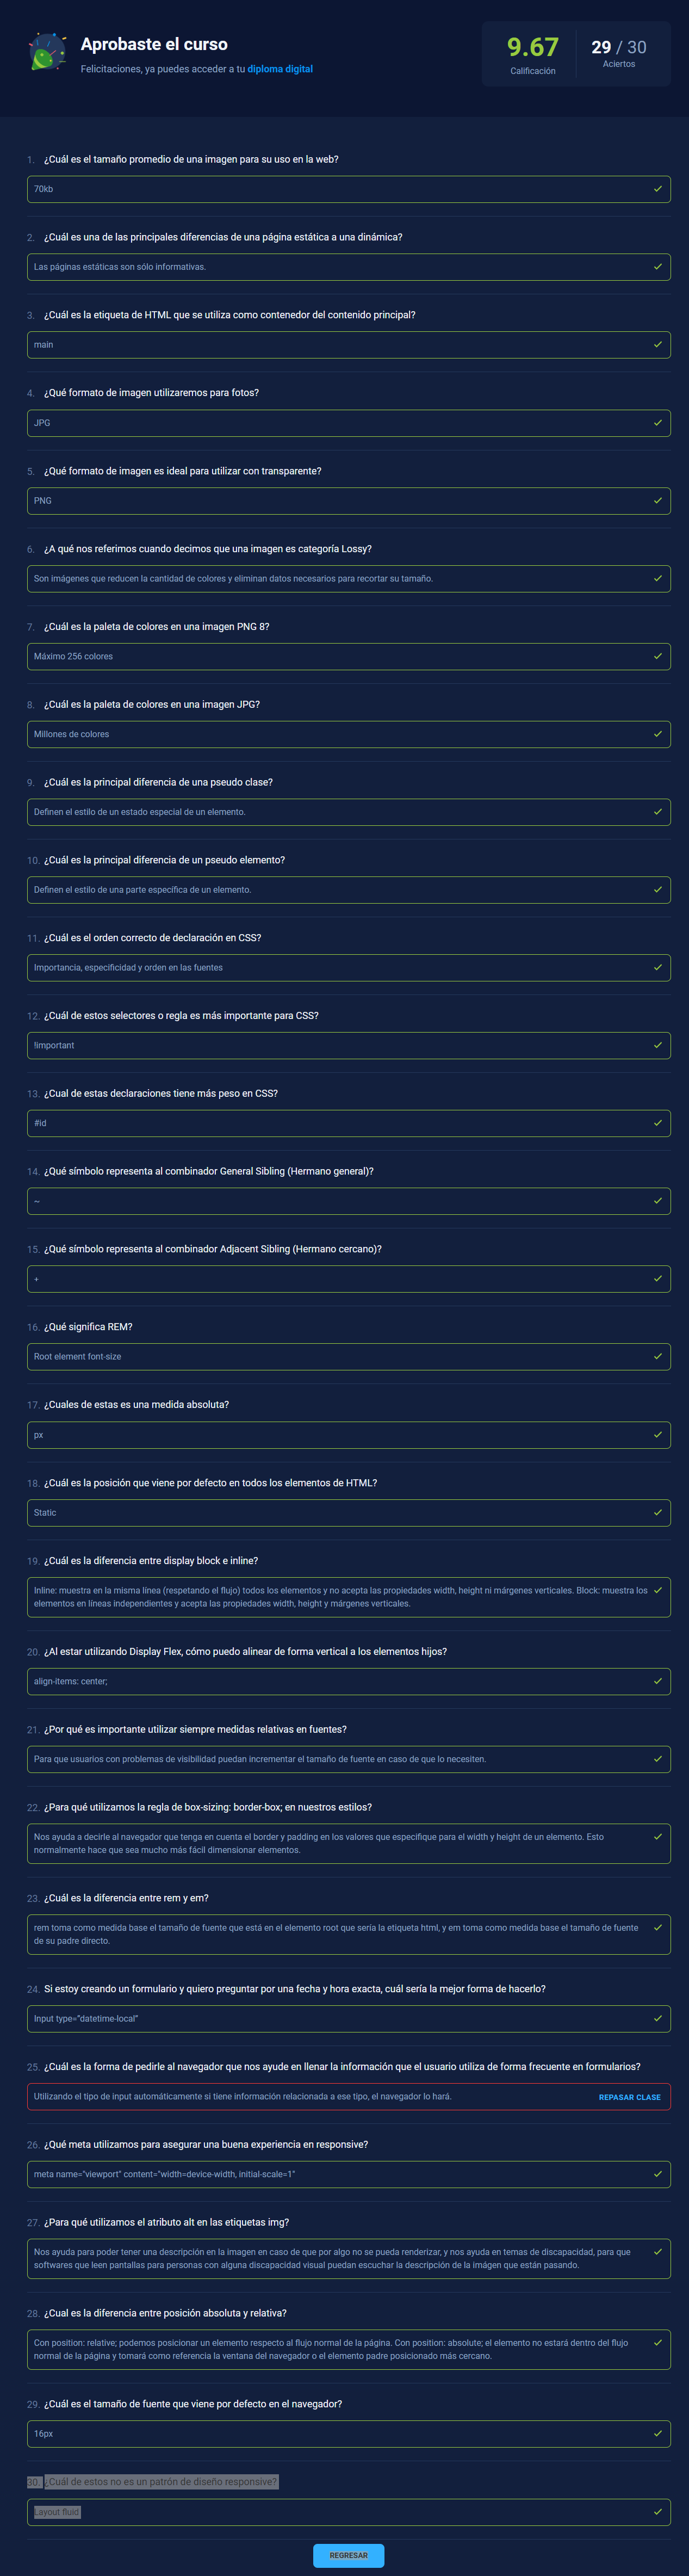 Aprobaste el curso
Felicitaciones, ya puedes acceder a tu diploma digital
9.67
Calificación
29 / 30
Aciertos
1. ¿Cuál es el tamaño promedio de una imagen para su uso en la web?
70kb
2. ¿Cuál es una de las principales diferencias de una página estática a una dinámica?
Las páginas estáticas son sólo informativas.
3. ¿Cuál es la etiqueta de HTML que se utiliza como contenedor del contenido principal?
main
4. ¿Qué formato de imagen utilizaremos para fotos?
JPG
5. ¿Qué formato de imagen es ideal para utilizar con transparente?
PNG
6. ¿A qué nos referimos cuando decimos que una imagen es categoría Lossy?
Son imágenes que reducen la cantidad de colores y eliminan datos necesarios para recortar su tamaño.
7. ¿Cuál es la paleta de colores en una imagen PNG 8?
Máximo 256 colores
8. ¿Cuál es la paleta de colores en una imagen JPG?
Millones de colores
9. ¿Cuál es la principal diferencia de una pseudo clase?
Definen el estilo de un estado especial de un elemento.
10. ¿Cuál es la principal diferencia de un pseudo elemento?
Definen el estilo de una parte específica de un elemento.
11. ¿Cuál es el orden correcto de declaración en CSS?
Importancia, especificidad y orden en las fuentes
12. ¿Cuál de estos selectores o regla es más importante para CSS?
!important
13. ¿Cual de estas declaraciones tiene más peso en CSS?
#id
14. ¿Qué símbolo representa al combinador General Sibling (Hermano general)?
~
15. ¿Qué símbolo representa al combinador Adjacent Sibling (Hermano cercano)?
+
16. ¿Qué significa REM?
Root element font-size
17. ¿Cuales de estas es una medida absoluta?
px
18. ¿Cuál es la posición que viene por defecto en todos los elementos de HTML?
Static
19. ¿Cuál es la diferencia entre display block e inline?
Inline: muestra en la misma línea (respetando el flujo) todos los elementos y no acepta las propiedades width, height ni márgenes verticales. Block: muestra los
elementos en líneas independientes y acepta las propiedades width, height y márgenes verticales.
20. ¿Al estar utilizando Display Flex, cómo puedo alinear de forma vertical a los elementos hijos?
align-items: center;
21. ¿Por qué es importante utilizar siempre medidas relativas en fuentes?
Para que usuarios con problemas de visibilidad puedan incrementar el tamaño de fuente en caso de que lo necesiten.
22. ¿Para qué utilizamos la regla de box-sizing: border-box; en nuestros estilos?
Nos ayuda a decirle al navegador que tenga en cuenta el border y padding en los valores que especifique para el width y height de un elemento. Esto
normalmente hace que sea mucho más fácil dimensionar elementos.
23. ¿Cuál es la diferencia entre rem y em?
rem toma como medida base el tamaño de fuente que está en el elemento root que sería la etiqueta html, y em toma como medida base el tamaño de fuente
de su padre directo.
24. Si estoy creando un formulario y quiero preguntar por una fecha y hora exacta, cuál sería la mejor forma de hacerlo?
Input type="datetime-local"
25. ¿Cuál es la forma de pedirle al navegador que nos ayude en llenar la información que el usuario utiliza de forma frecuente en formularios?
Utilizando el tipo de input automáticamente si tiene información relacionada a ese tipo, el navegador lo hará.
REPASAR CLASE
26. ¿Qué meta utilizamos para asegurar una buena experiencia en responsive?
meta name="viewport" content="width=device-width, initial-scale=1"
27. ¿Para qué utilizamos el atributo alt en las etiquetas img?
Nos ayuda para poder tener una descripción en la imagen en caso de que por algo no se pueda renderizar, y nos ayuda en temas de discapacidad, para que
softwares que leen pantallas para personas con alguna discapacidad visual puedan escuchar la descripción de la imágen que están pasando.
28. ¿Cual es la diferencia entre posición absoluta y relativa?
Con position: relative; podemos posicionar un elemento respecto al flujo normal de la página. Con position: absolute; el elemento no estará dentro del flujo
normal de la página y tomará como referencia la ventana del navegador o el elemento padre posicionado más cercano.
29. ¿Cuál es el tamaño de fuente que viene por defecto en el navegador?
16px
30. ¿Cuál de estos no es un patrón de diseño responsive?
Layout fluid
REGRESAR